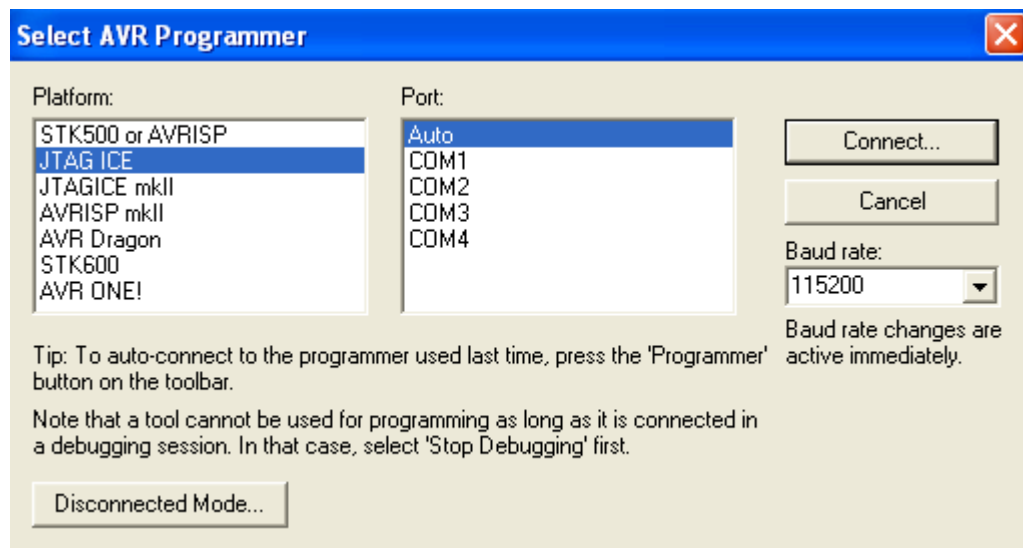 Select AVR Programmer
Platform:
STK500 or AVRISP
JTAG ICE
JTAGICE mkII
AVRISP mkII
AVR Dragon
STK600
AVR ONE!
Port:
Auto
COM1
COM2
COM3
COM4
Connect...
Cancel
Baud rate:
115200
Baud rate changes are
active immediately.
Tip: To auto-connect to the programmer used last time, press the 'Programmer'
button on the toolbar.
Note that a tool cannot be used for programming as long as it is connected in
a debugging session. In that case, select 'Stop Debugging' first.
Disconnected Mode...